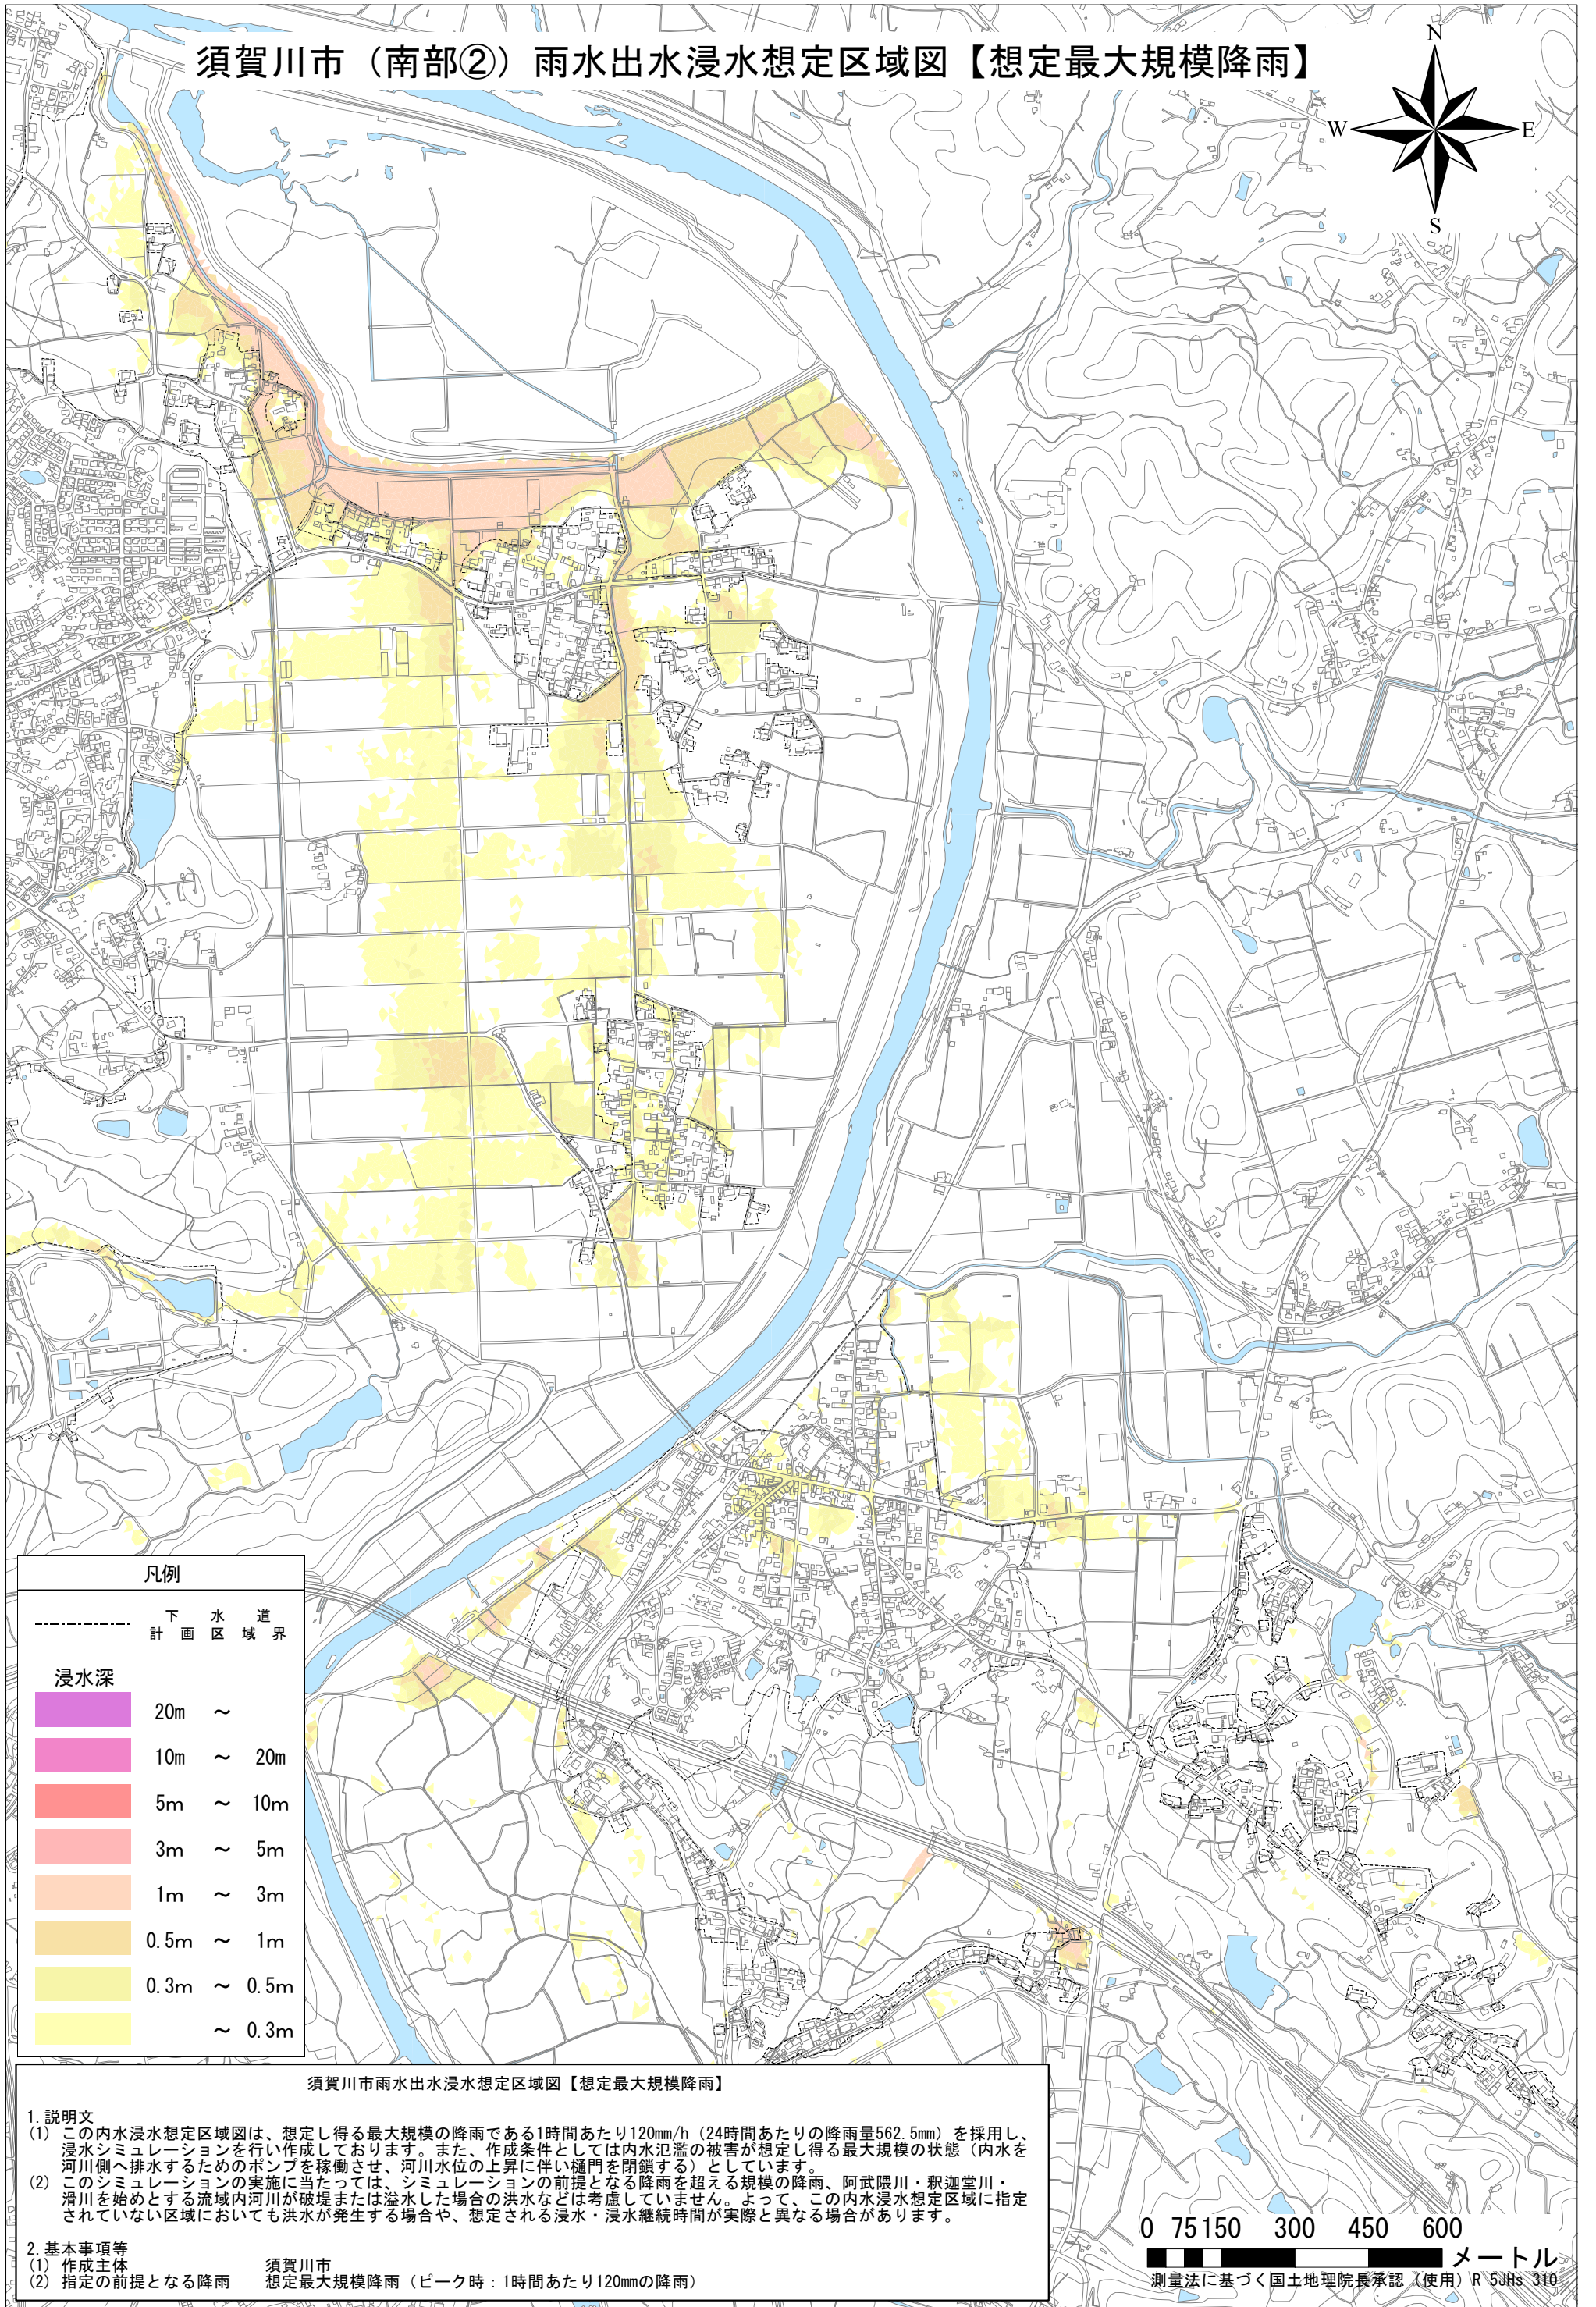 須賀川市（南部②）雨水出水浸水想定区域図【想定最大規模降雨】
N
W
E
S
凡例
下水道
計画区域界
浸水深
20m ～
10m ～ 20m
5m ～ 10m
3m ～ 5m
1m ～ 3m
0.5m ～ 1m
0.3m ～ 0.5m
～ 0.3m
須賀川市雨水出水浸水想定区域図【想定最大規模降雨】
1.説明文
(1) この内水浸水想定区域図は、想定し得る最大規模の降雨である1時間あたり120mm/h（24時間あたりの降雨量562.5mm）を採用し、
浸水シミュレーションを行い作成しております。また、作成条件としては内水氾濫の被害が想定し得る最大規模の状態（内水を
河川側へ排水するためのポンプを稼働させ、河川水位の上昇に伴い樋門を閉鎖する）としています。
(2) このシミュレーションの実施に当たっては、シミュレーションの前提となる降雨を超える規模の降雨、阿武隈川・釈迦堂川・
滑川を始めとする流域内河川が破堤または溢水した場合の洪水などは考慮していません。よって、この内水浸水想定区域に指定
されていない区域においても洪水が発生する場合や、想定される浸水・浸水継続時間が実際と異なる場合があります。
2.基本事項等
(1) 作成主体 須賀川市
(2) 指定の前提となる降雨 想定最大規模降雨（ピーク時：1時間あたり120mmの降雨）
0 75 150 300 450 600
メートル
測量法に基づく国土地理院長承認（使用）R 5JHs 310